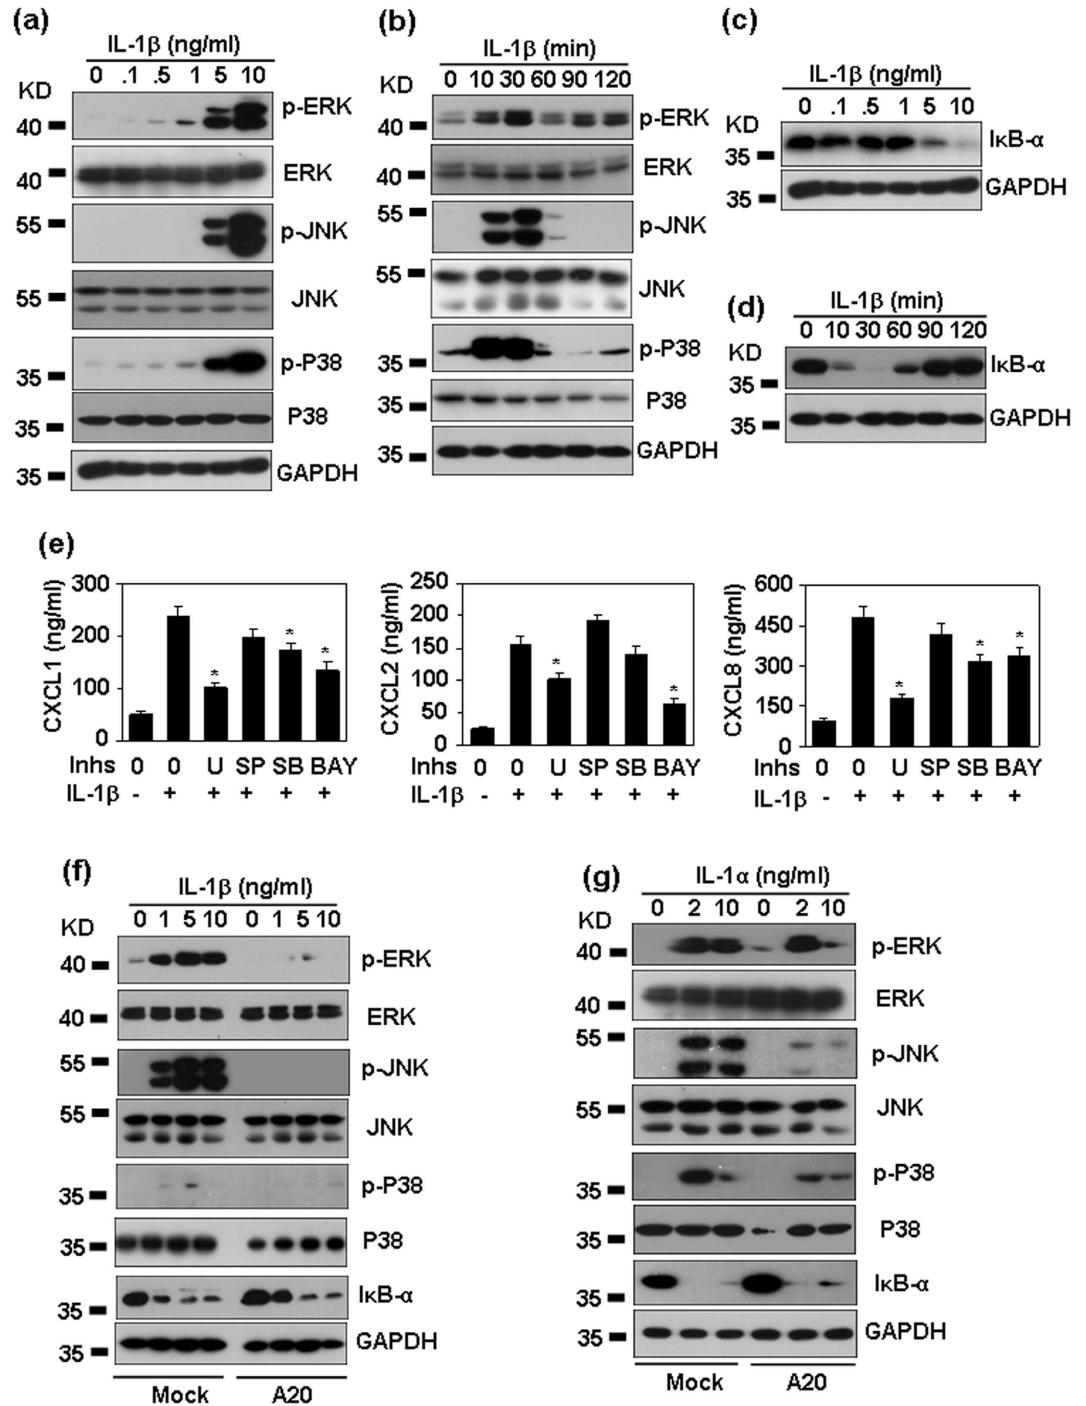 (a)
IL-1β (ng/ml)
0 .1 .5 1 5 10
KD
40 p-ERK
40 ERK
55 p-JNK
55 JNK
35 p-P38
35 P38
35 GAPDH
(b)
IL-1β (min)
0 10 30 60 90 120
KD
40 p-ERK
40 ERK
p-JNK
55 JNK
35 p-P38
35 P38
35 GAPDH
(c)
IL-1β (ng/ml)
0 .1 .5 1 5 10
KD
35 IκB-α
35 GAPDH
(d)
IL-1β (min)
0 10 30 60 90 120
KD
35 IκB-α
35 GAPDH
(e)
CXCL1 (ng/ml)
300
200
100
0
* * *
Inhs 0 0 U SP SB BAY
IL-1β - + + + + +
CXCL2 (ng/ml)
250
200
150
100
50
0
* *
Inhs 0 0 U SP SB BAY
IL-1β - + + + + +
CXCL8 (ng/ml)
600
450
300
150
0
* * *
Inhs 0 0 U SP SB BAY
IL-1β - + + + + +
(f)
IL-1β (ng/ml)
0 1 5 10 0 1 5 10
KD
40 p-ERK
40 ERK
55 p-JNK
55 JNK
35 p-P38
35 P38
35 IκB-α
35 GAPDH
Mock A20
(g)
IL-1α (ng/ml)
0 2 10 0 2 10
KD
40 p-ERK
40 ERK
55 p-JNK
55 JNK
35 p-P38
35 P38
35 IκB-α
35 GAPDH
Mock A20